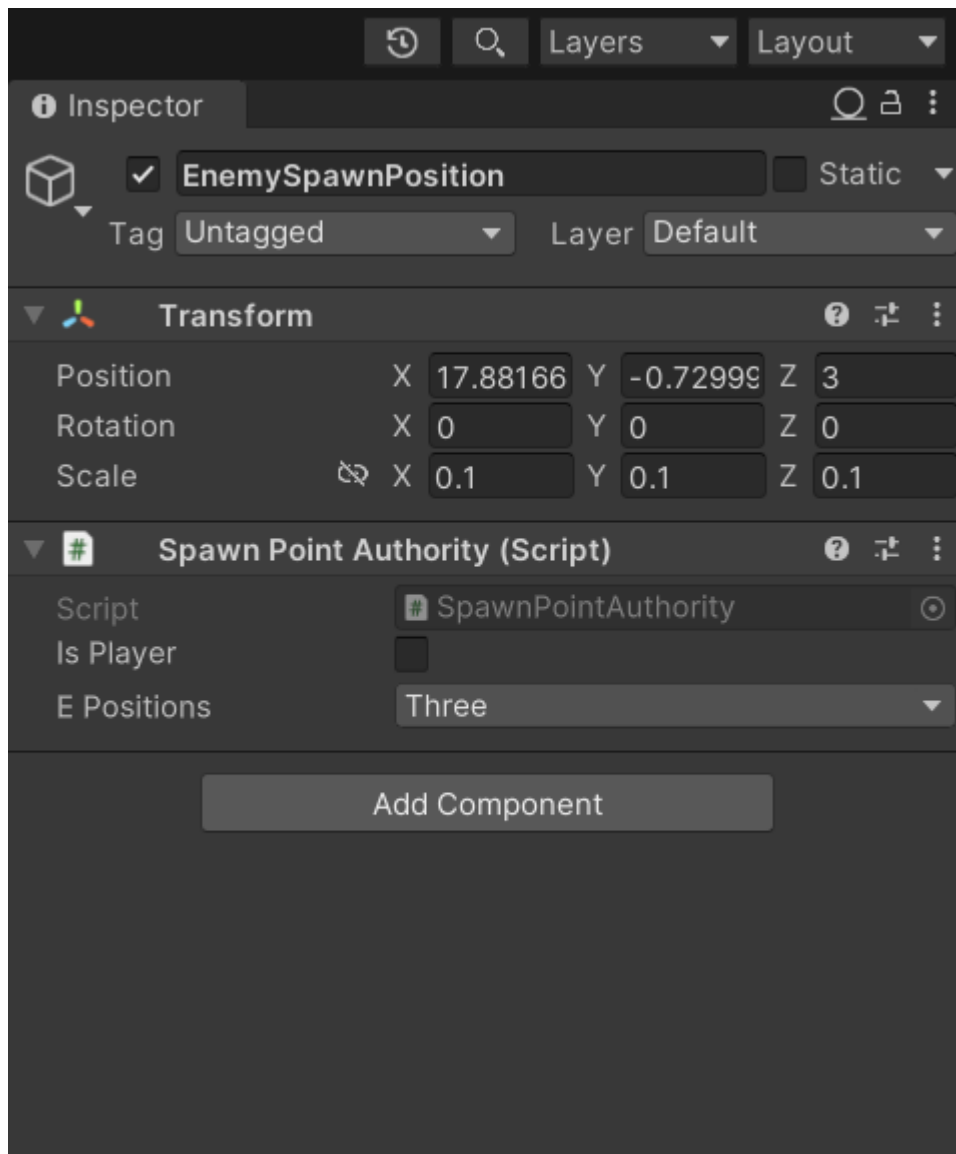 Layers Layout
Inspector
EnemySpawnPosition Static
Tag Untagged Layer Default
Transform
Position X 17.88166 Y -0.72999 Z 3
Rotation X 0 Y 0 Z 0
Scale X 0.1 Y 0.1 Z 0.1
# Spawn Point Authority (Script)
Script # SpawnPointAuthority
Is Player
E Positions Three
Add Component